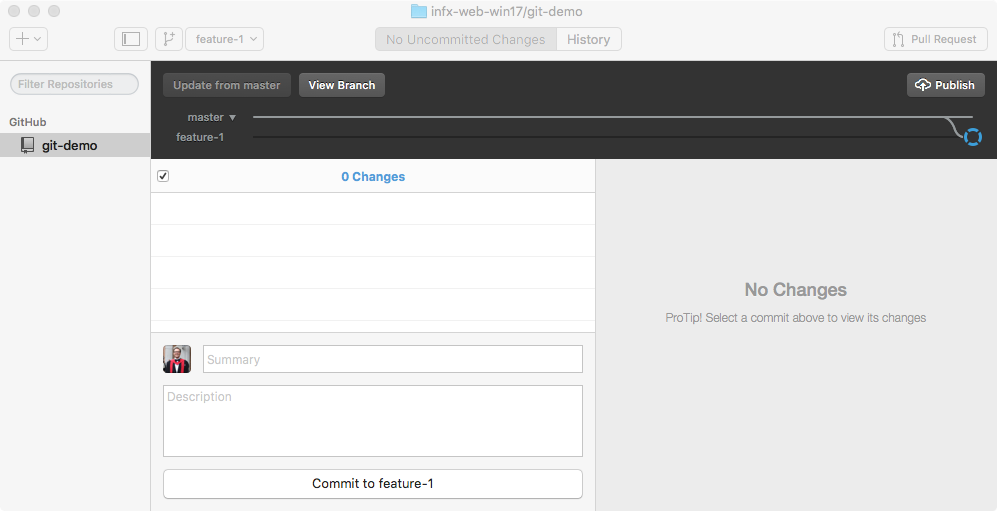 infx-web-win17/git-demo
feature-1
No Uncommitted Changes
History
Pull Request
Filter Repositories
GitHub
git-demo
Update from master
View Branch
Publish
master ▼
feature-1
0 Changes
Summary
Description
Commit to feature-1
No Changes
ProTip! Select a commit above to view its changes